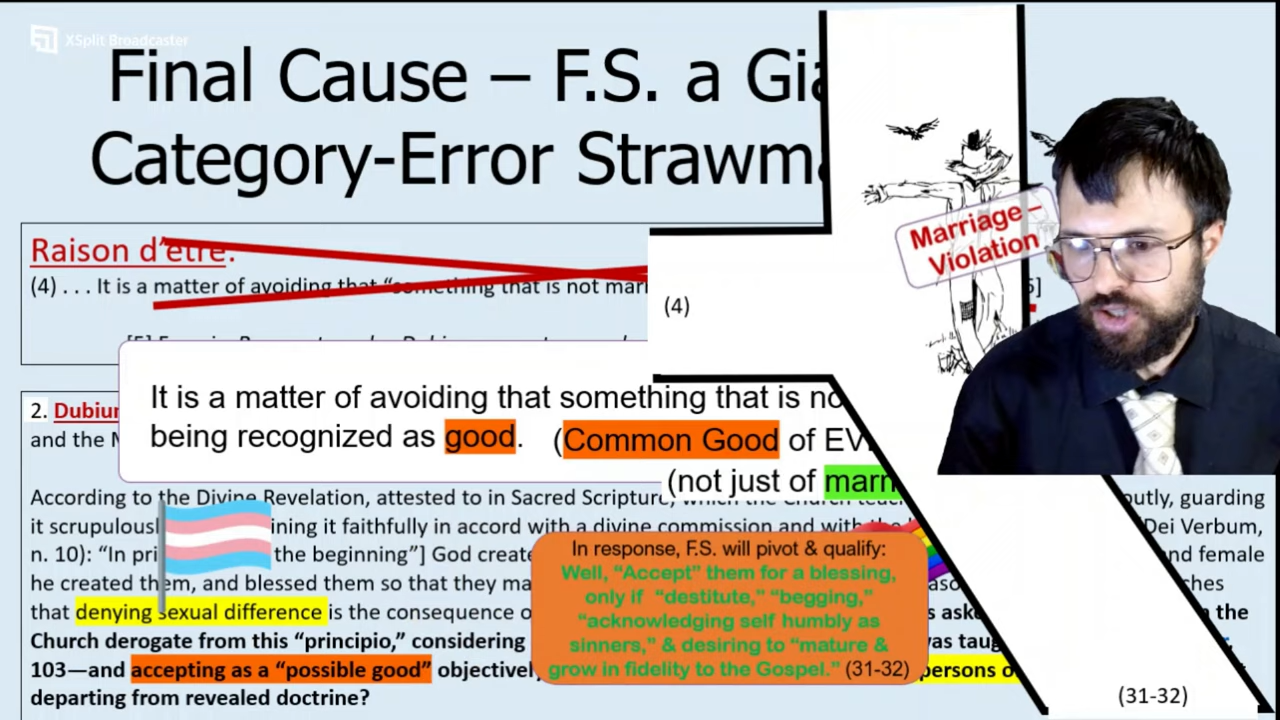 XSplit Broadcaster
Final Cause – F.S. a Gia
Category-Error Strawma
Marriage –
Violation
Raison d’etre.
(4) . . . It is a matter of avoiding that “something that is not mar
(4)
It is a matter of avoiding that something that is no
being recognized as good. (Common Good of EV
(not just of marr
2. Dubium
and the M
According to the Divine Revelation, attested to in Sacred Scripture, which the Church
outly, guarding
it scrupulous
ining it faithfully in accord with a divine commission and with the
Dei Verbum,
n. 10): “In pri
the beginning”] God create
nd female
he created them, and blessed them so that they ma
ches
that denying sexual difference is the consequence o
the
Church derogate from this “principio,” considering
was taug
103—and accepting as a “possible good” objectivel
persons o
departing from revealed doctrine?
In response, F.S. will pivot & qualify:
Well, “Accept” them for a blessing,
only if “destitute,” “begging,”
“acknowledging self humbly as
sinners,” & desiring to “mature &
grow in fidelity to the Gospel.” (31-32)
(31-32)